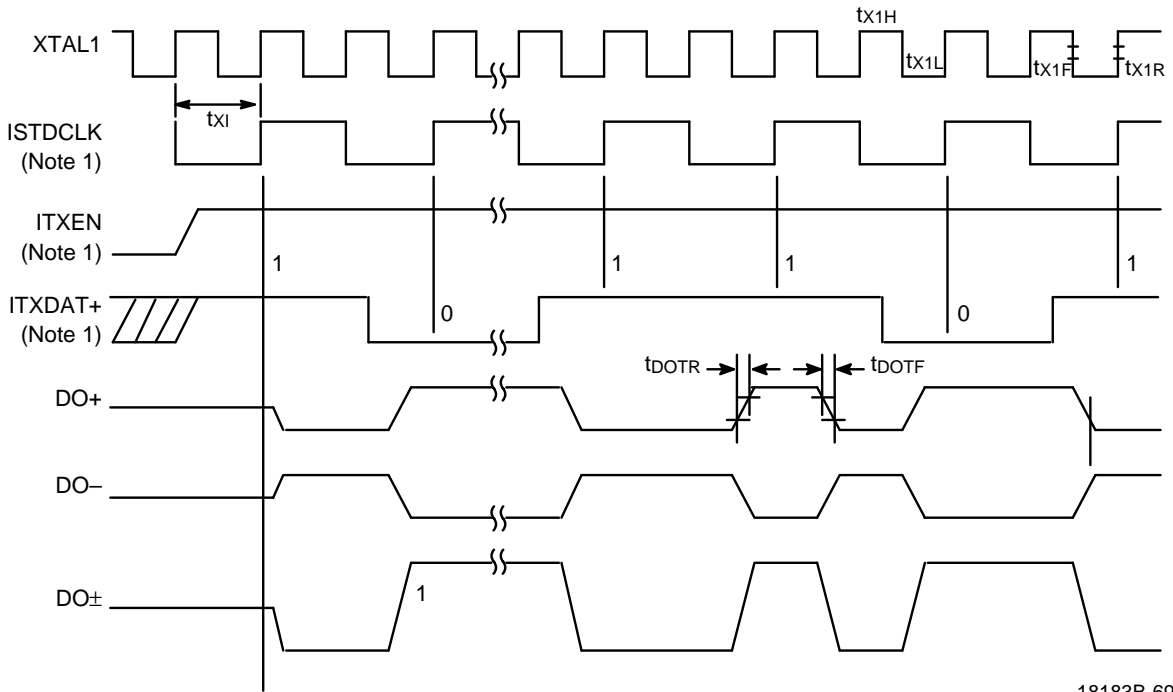 tX1H
XTAL1
tX1L
tX1F
tX1R
tXI
ISTDCLK
(Note 1)
ITXEN
(Note 1)
1
1
1
1
ITXDAT+
(Note 1)
0
0
tDOTR
tDOTF
DO+
DO–
DO±
1